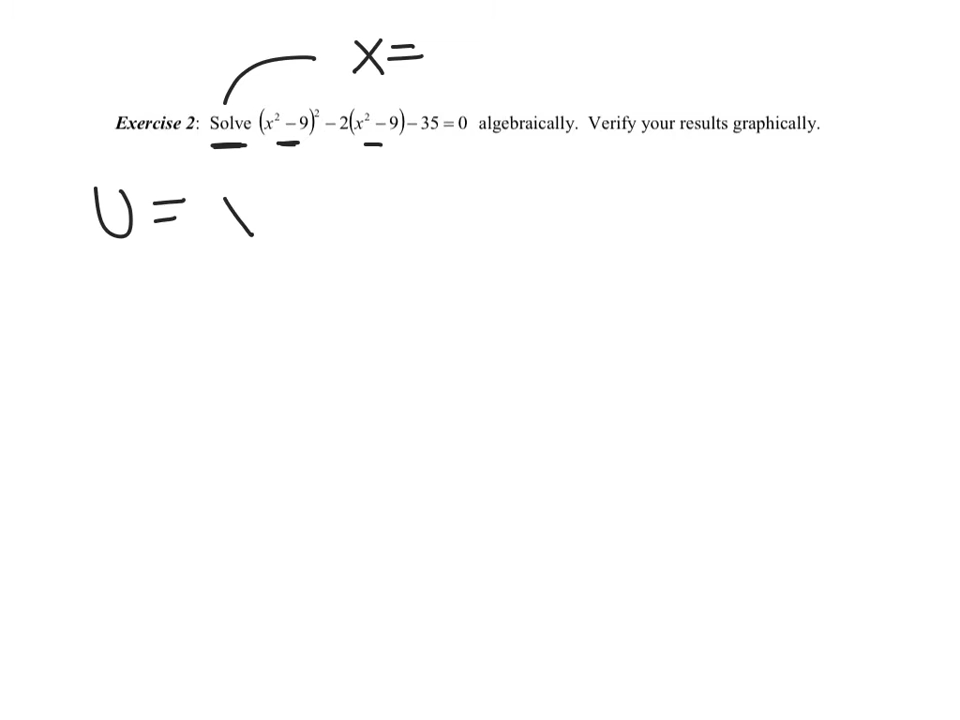 x=
Exercise 2: Solve (x² – 9)² – 2(x² – 9) – 35 = 0 algebraically. Verify your results graphically.
U = \